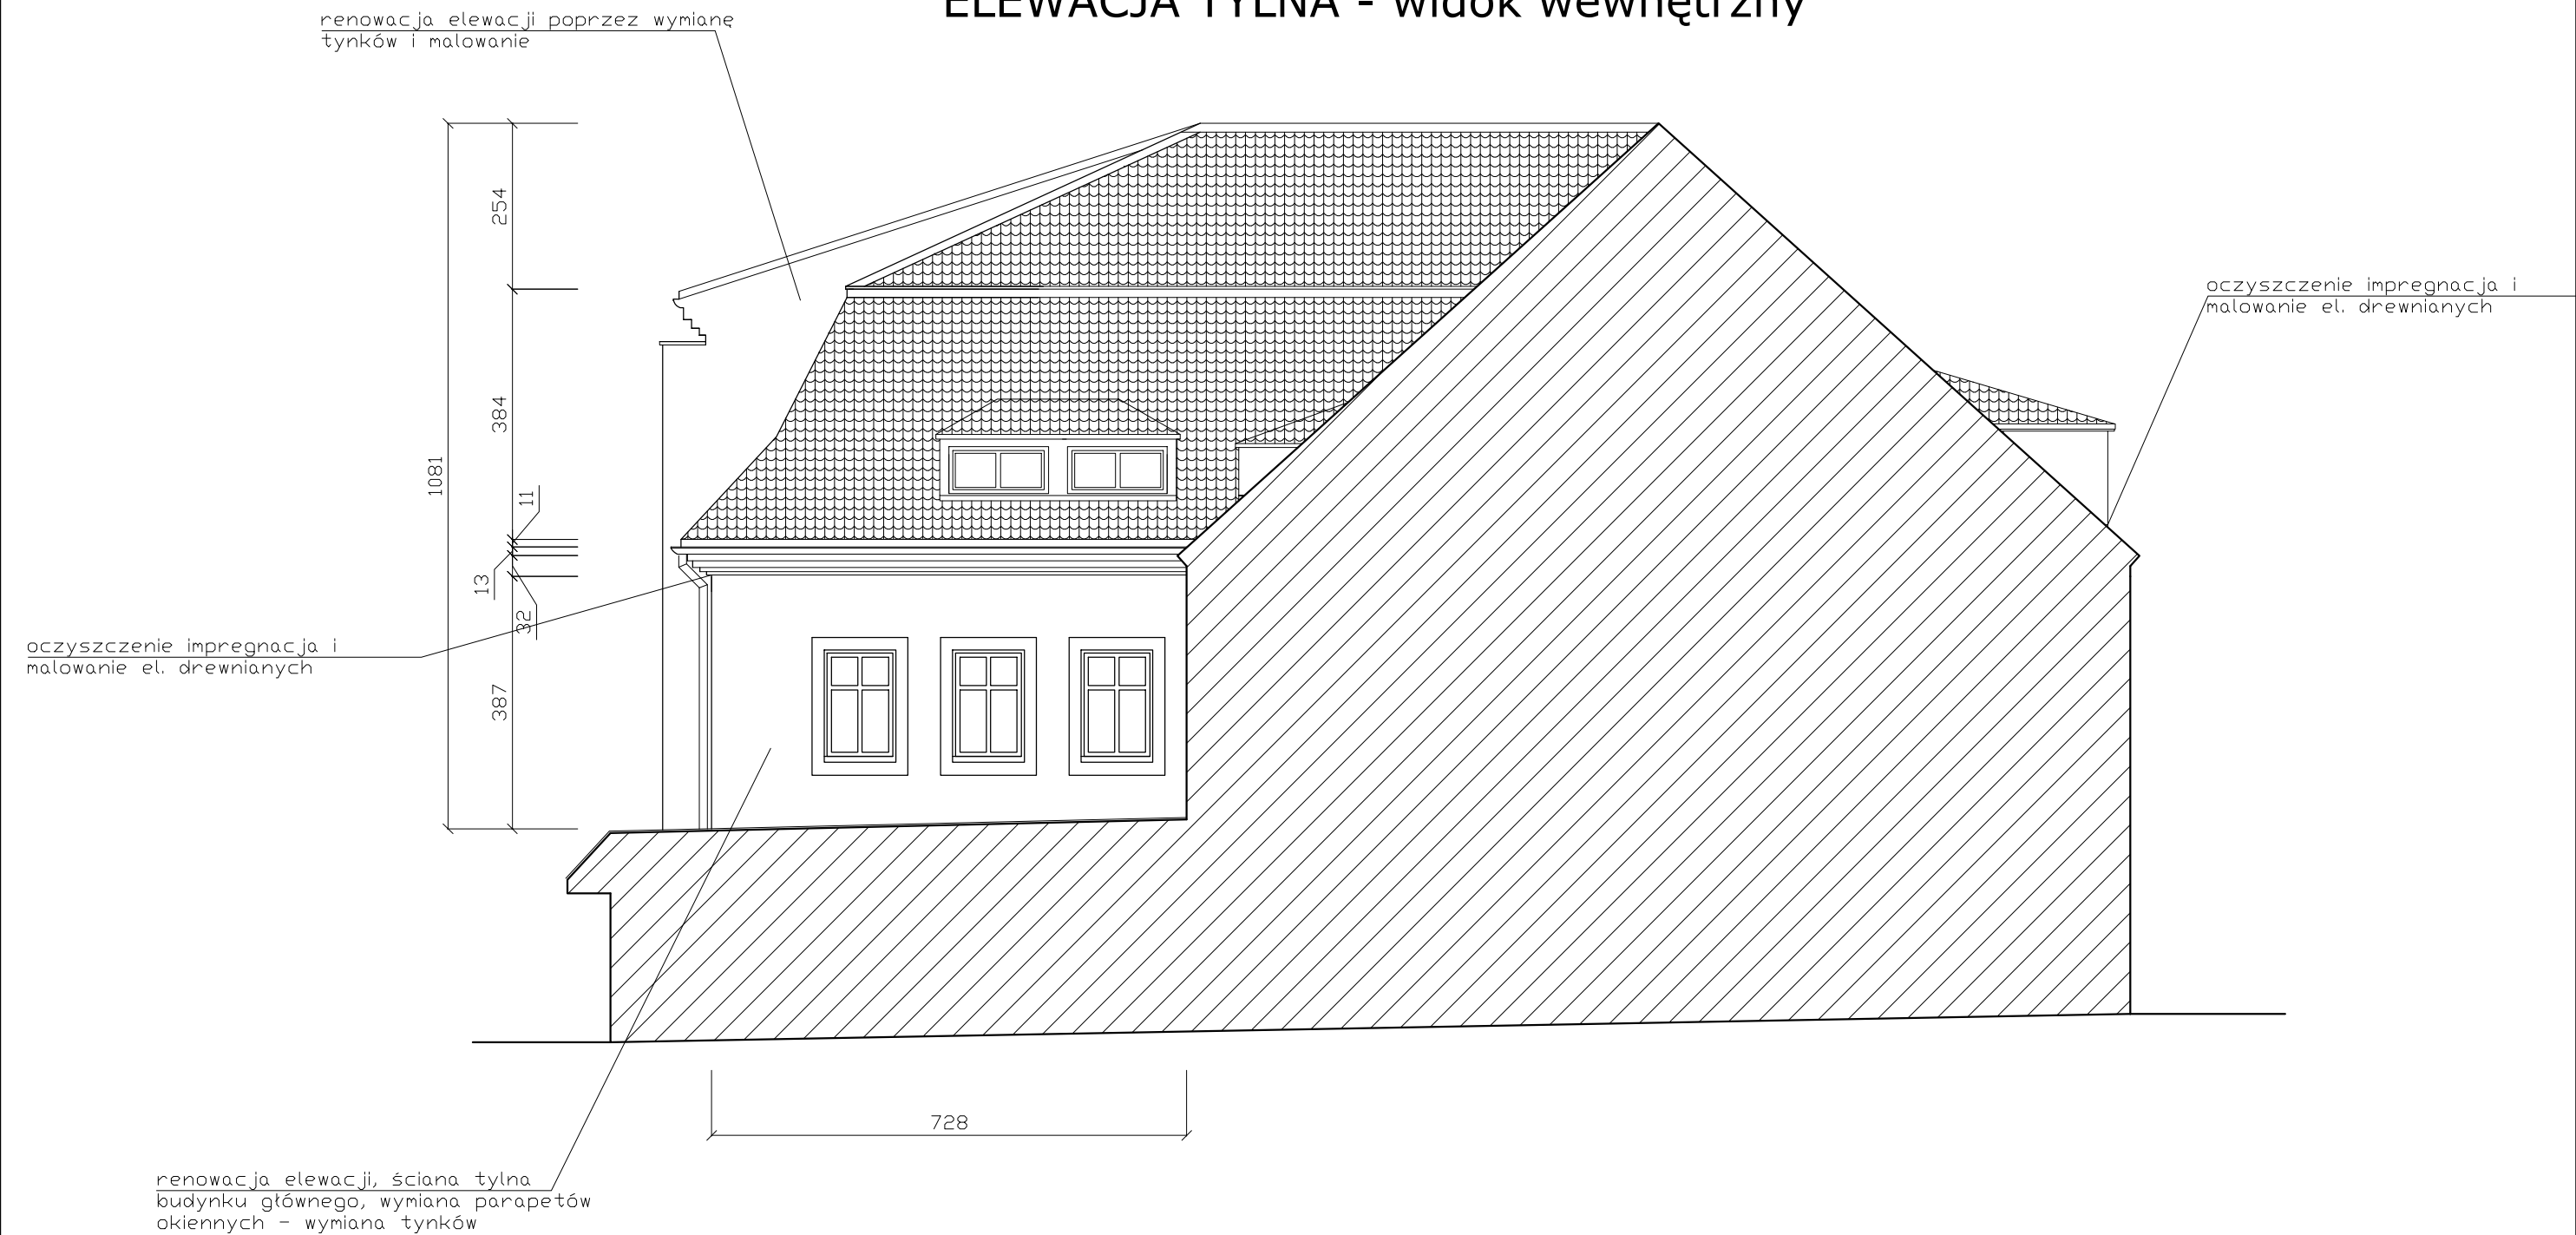 ELEWACJA TYLNA - widok wewnętrzny
renowacja elewacji poprzez wymianę
tynków i malowanie
254
384
1081
11
13
32
387
oczyszczenie impregnacja i
malowanie el. drewnianych
oczyszczenie impregnacja i
malowanie el. drewnianych
728
renowacja elewacji, ściana tylna
budynku głównego, wymiana parapetów
okiennych - wymiana tynków